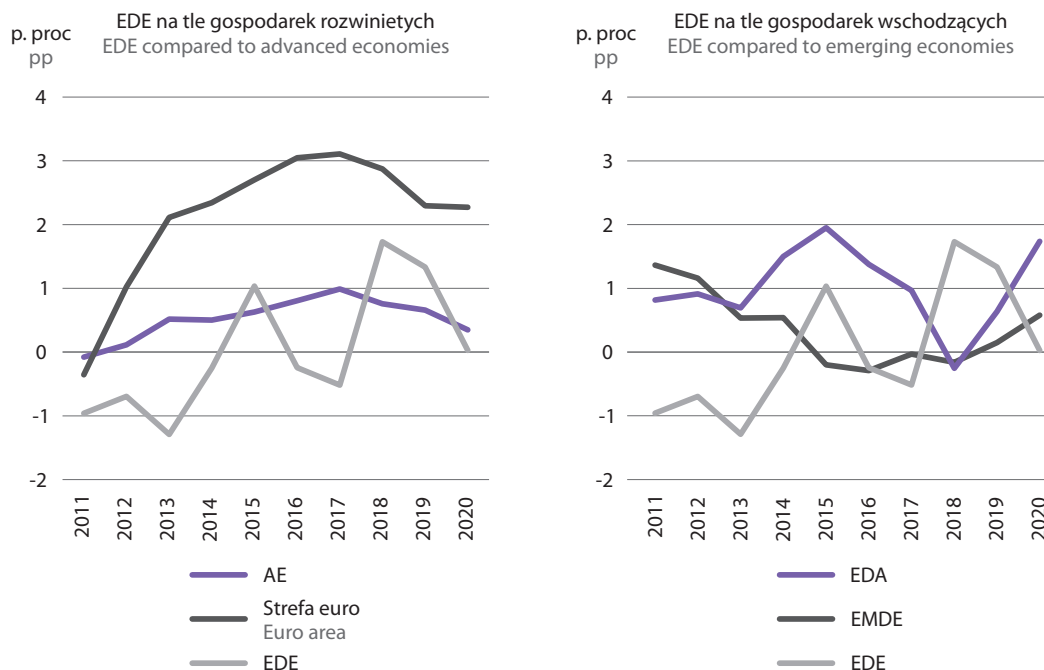 EDE na tle gospodarek rozwinietych
EDE compared to advanced economies
p. proc
pp
4
3
2
1
0
-1
-2
2011
2012
2013
2014
2015
2016
2017
2018
2019
2020
AE
Strefa euro
Euro area
EDE
EDE na tle gospodarek wschodzących
EDE compared to emerging economies
p. proc
pp
4
3
2
1
0
-1
-2
2011
2012
2013
2014
2015
2016
2017
2018
2019
2020
EDA
EMDE
EDE